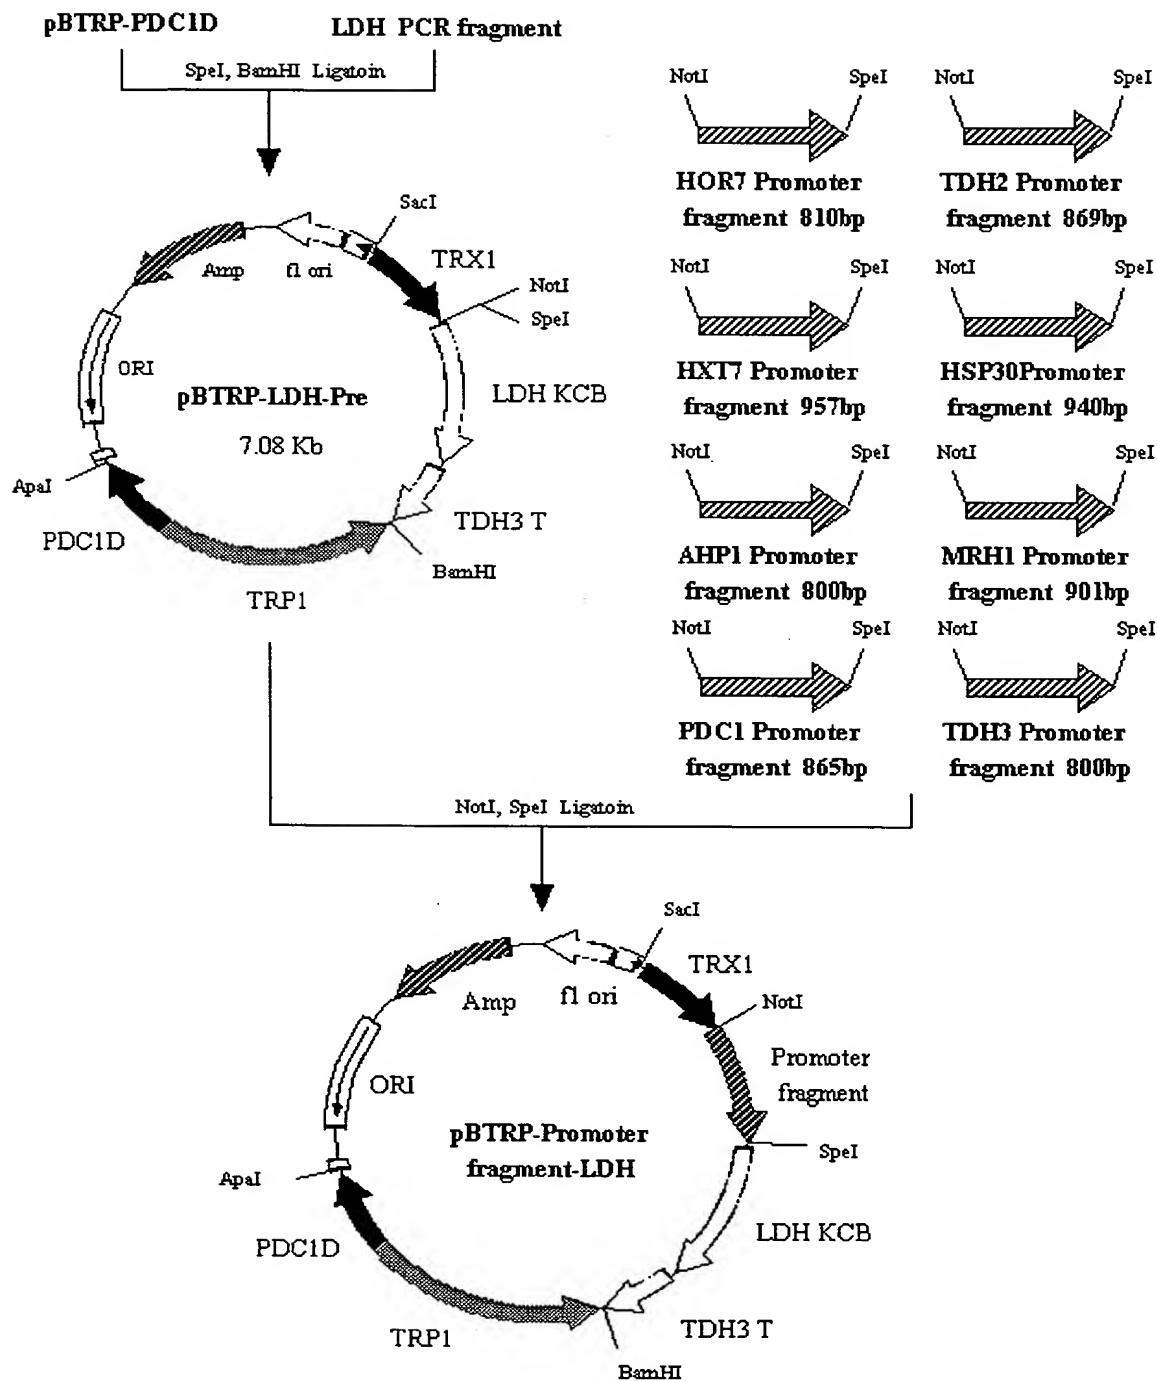 pBTRP-PDC1D
LDH PCR fragment
SpeI, BamHI Ligatoin
SacI
TRX1
NotI
SpeI
Amp
f1 ori
ORI
pBTRP-LDH-Pre
7.08 Kb
LDH KCB
ApaI
PDC1D
TDH3 T
BamHI
TRP1
NotI
SpeI
HOR7 Promoter
fragment 810bp
NotI
SpeI
TDH2 Promoter
fragment 869bp
NotI
SpeI
HXT7 Promoter
fragment 957bp
NotI
SpeI
HSP30Promoter
fragment 940bp
NotI
SpeI
AHP1 Promoter
fragment 800bp
NotI
SpeI
MRH1 Promoter
fragment 901bp
NotI
SpeI
PDC1 Promoter
fragment 865bp
NotI
SpeI
TDH3 Promoter
fragment 800bp
NotI, SpeI Ligatoin
SacI
TRX1
NotI
Amp
f1 ori
Promoter
fragment
ORI
pBTRP-Promoter
fragment-LDH
SpeI
ApaI
PDC1D
LDH KCB
TRP1
TDH3 T
BamHI